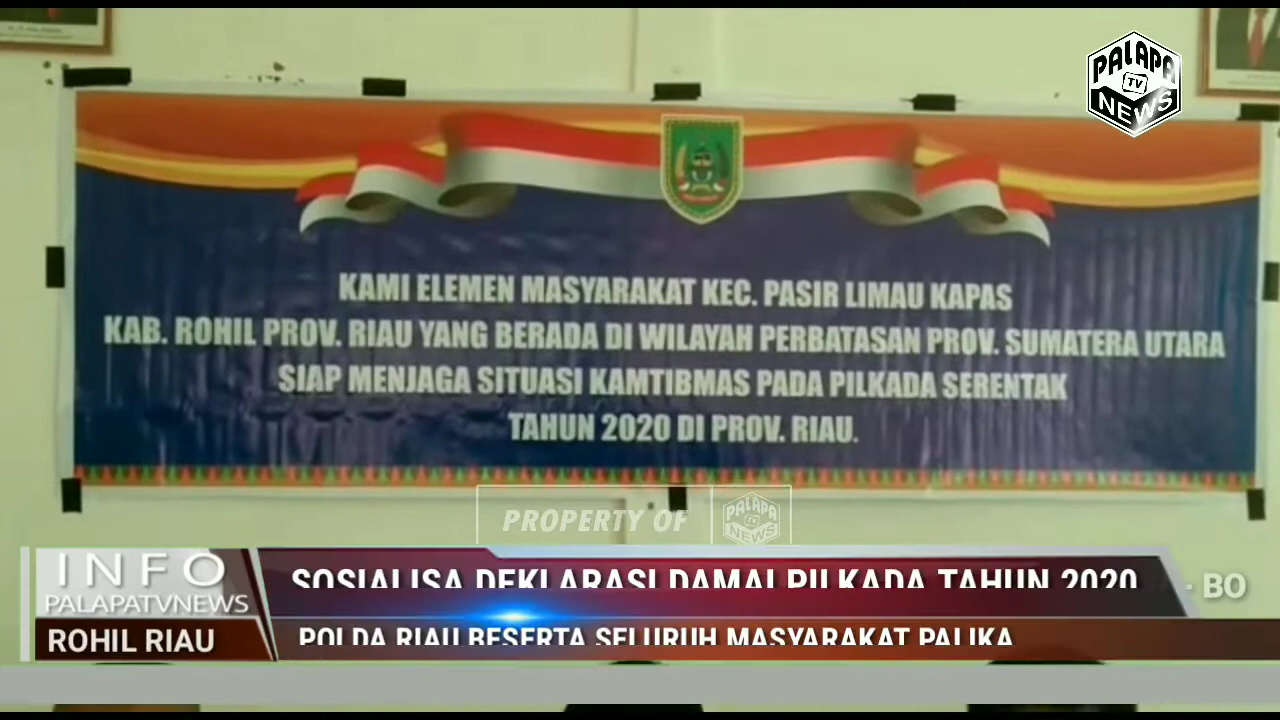 PALAPA
TV
NEWS
KAMI ELEMEN MASYARAKAT KEC. PASIR LIMAU KAPAS
KAB. ROHIL PROV. RIAU YANG BERADA DI WILAYAH PERBATASAN PROV. SUMATERA UTARA
SIAP MENJAGA SITUASI KAMTIBMAS PADA PILKADA SERENTAK
TAHUN 2020 DI PROV. RIAU.
PROPERTY OF PALAPA TV NEWS
INFO
PALAPATVNEWS
SOSIALISA DEKLARASI DAMAI PILKADA TAHUN 2020
- BO
ROHIL RIAU
POLDA RIAU BESERTA SELURUH MASYARAKAT PALIKA